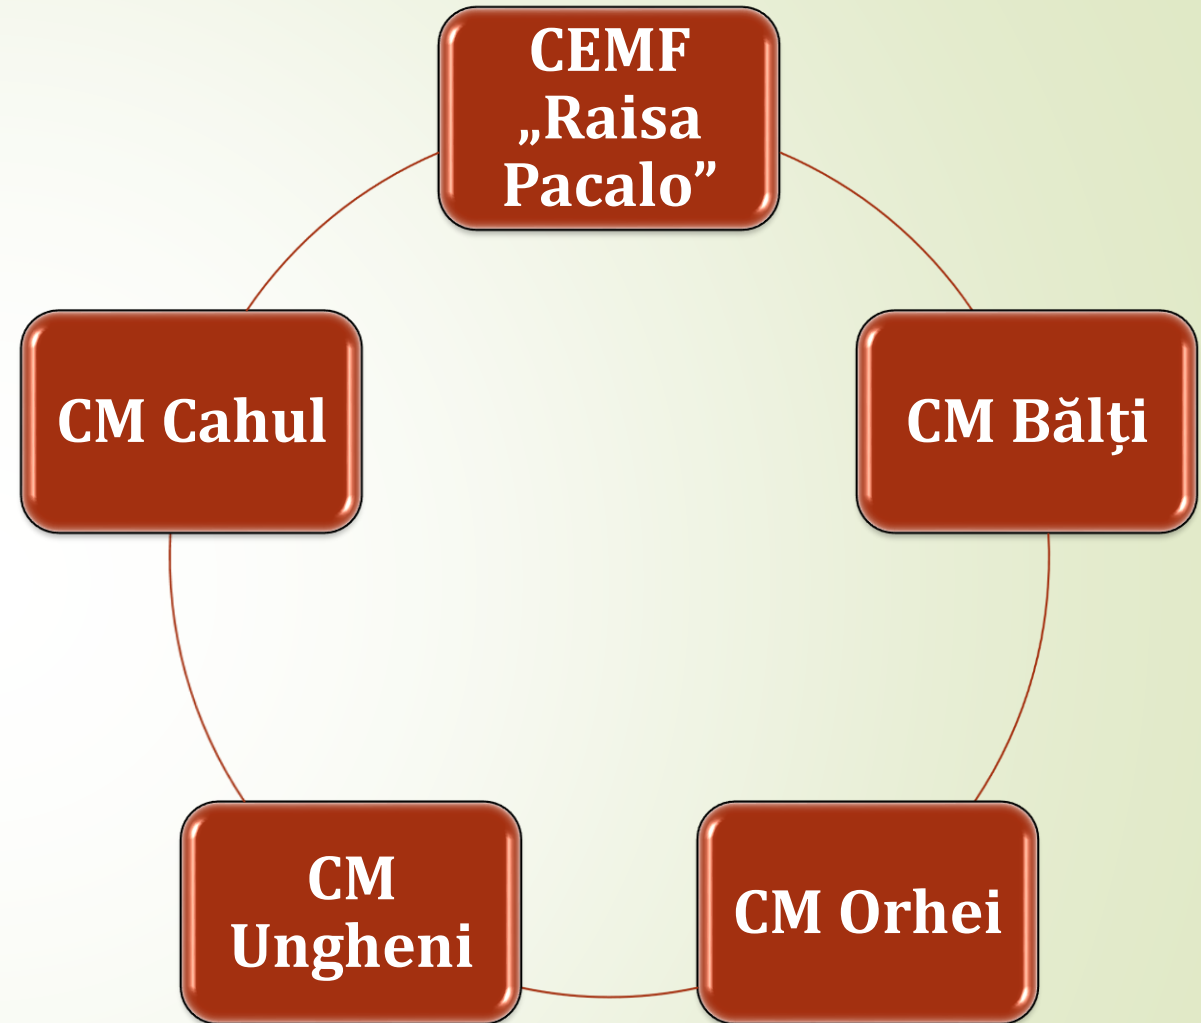 CEMF
„Raisa
Pacalo”
CM Cahul
CM Bălți
CM
Ungheni
CM Orhei